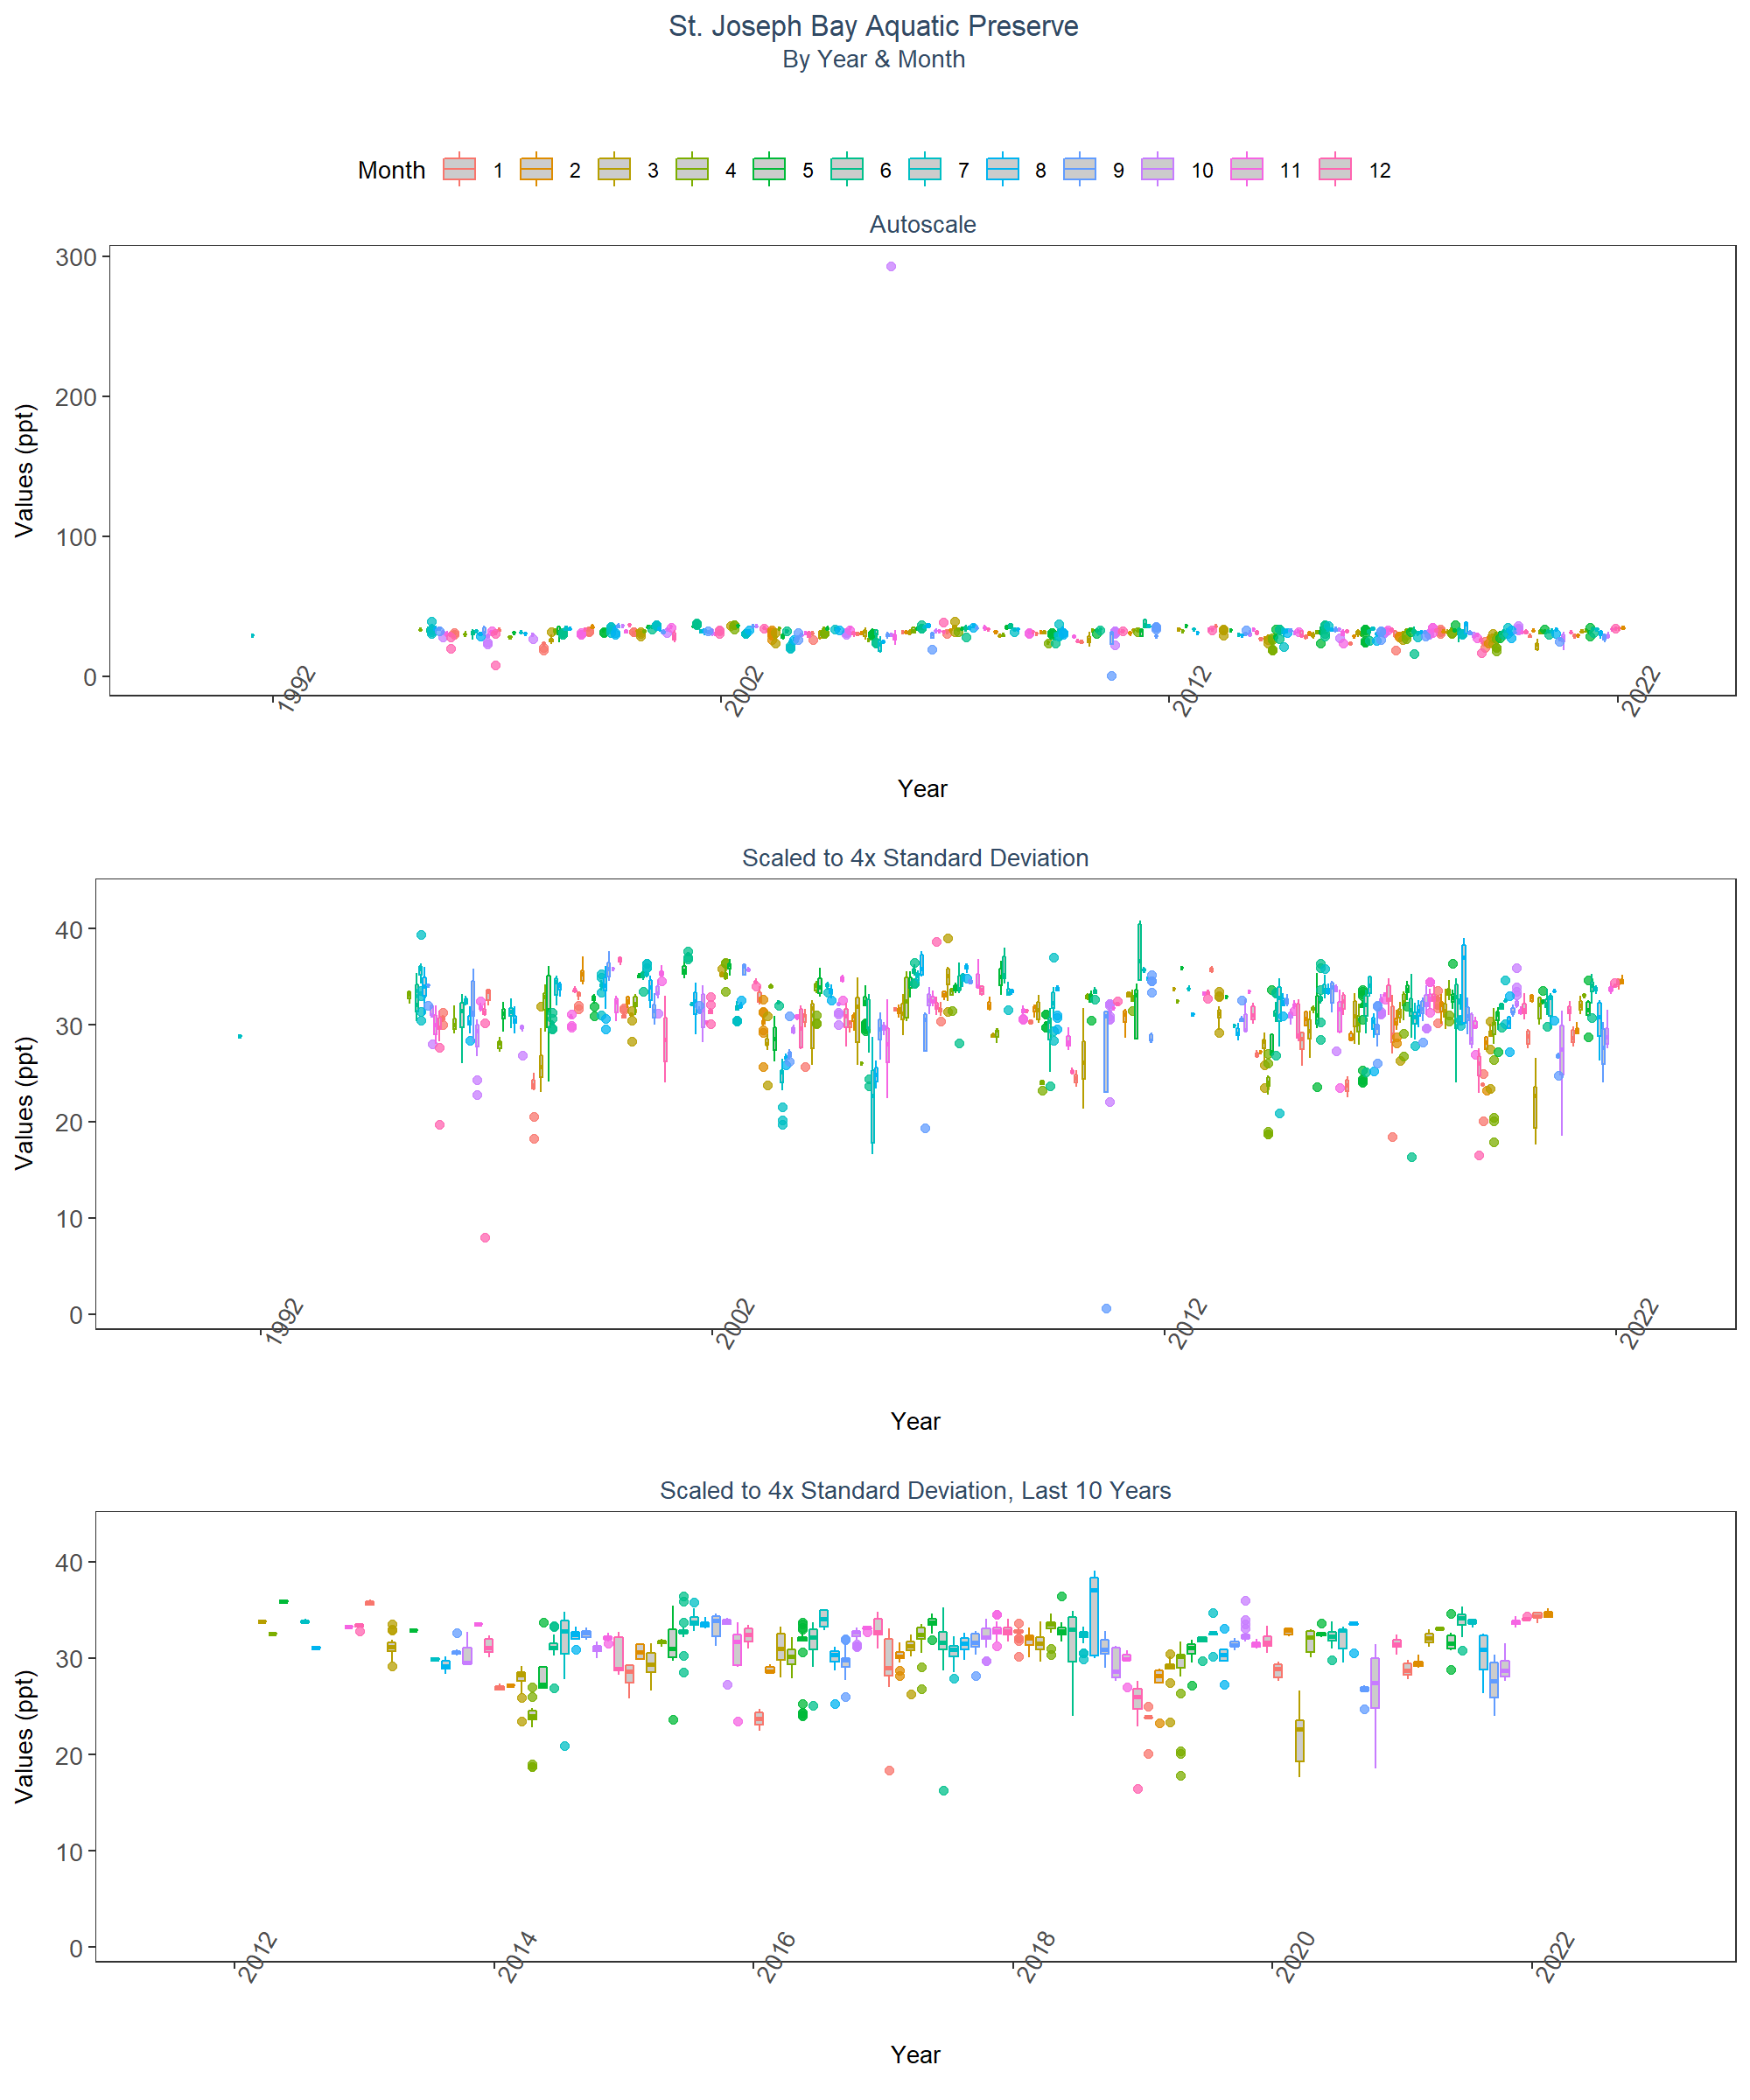 St. Joseph Bay Aquatic Preserve
By Year & Month
Month 1 2 3 4 5 6 7 8 9 10 11 12
Autoscale
Values (ppt)
300
200
100
0
1992 2002 2012 2022
Year
Scaled to 4x Standard Deviation
Values (ppt)
40
30
20
10
0
1992 2002 2012 2022
Year
Scaled to 4x Standard Deviation, Last 10 Years
Values (ppt)
40
30
20
10
0
2012 2014 2016 2018 2020 2022
Year